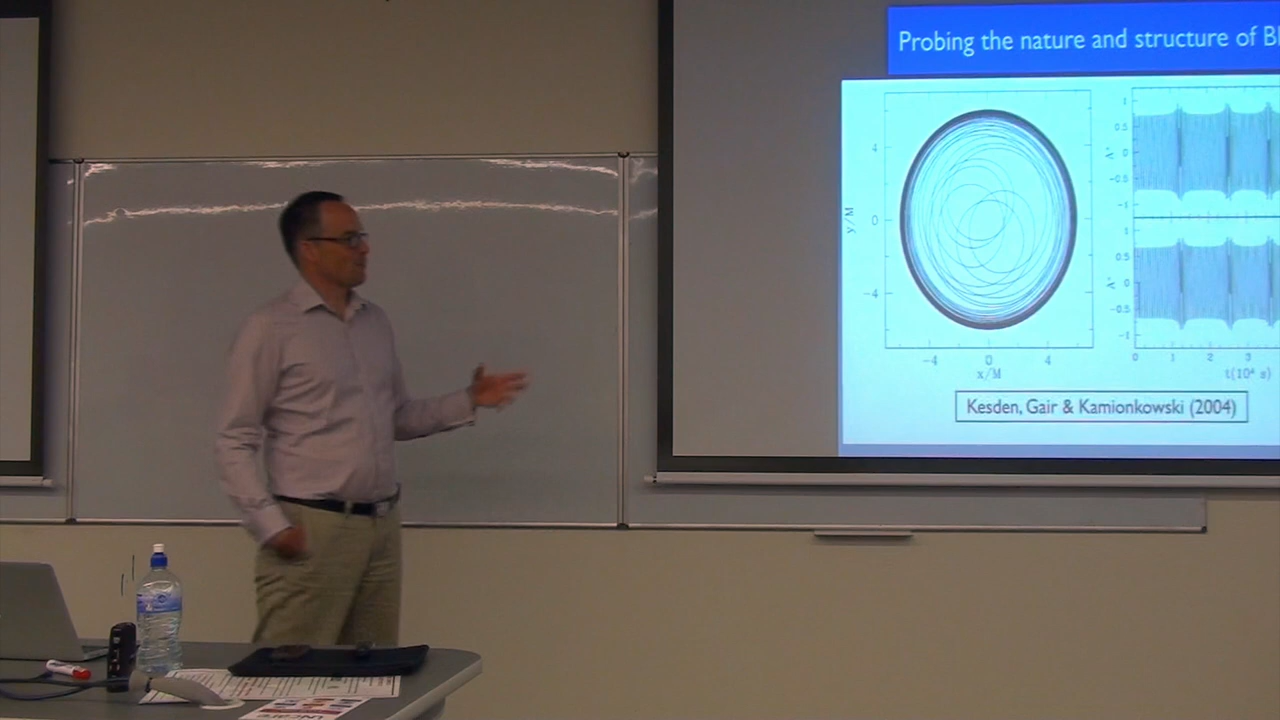 Probing the nature and structure of
4
0
−4
y/M
−4 0 4
x/M
1
0.5
0
−0.5
−1
1
0.5
0
−0.5
−1
0 1 2 3
t(10⁴ s)
Kesden, Gair & Kamionkowski (2004)